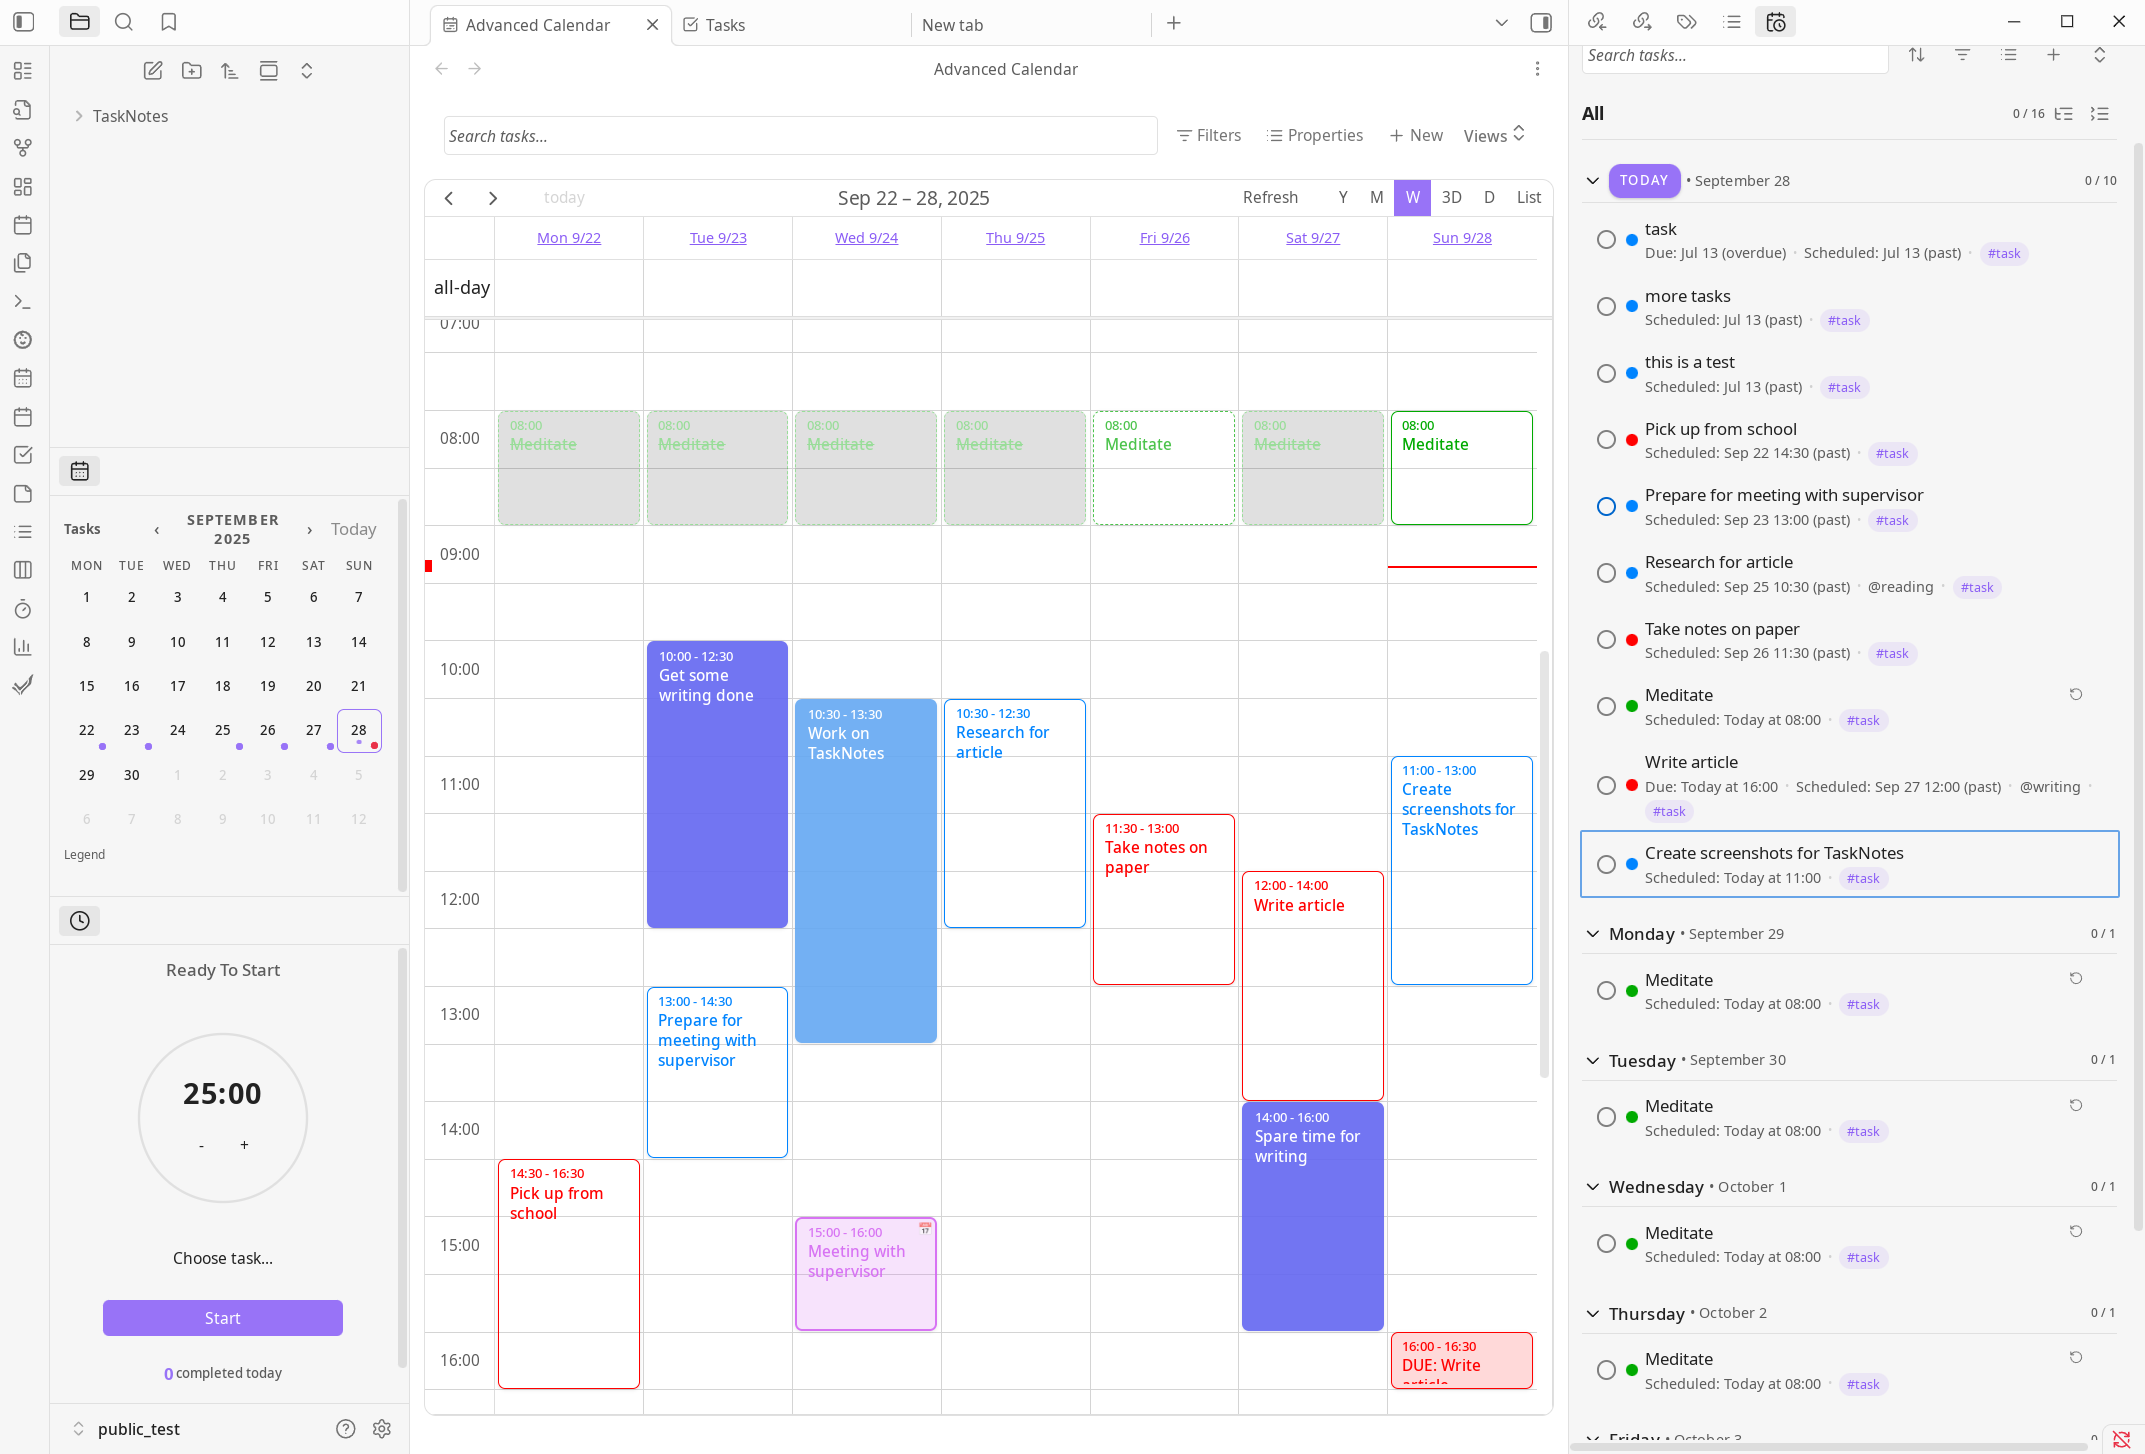 Advanced Calendar
Tasks
New tab
TaskNotes
Advanced Calendar
Search tasks...
Filters
Properties
New
Views
today
Sep 22 – 28, 2025
Refresh
Y
M
W
3D
D
List
Mon 9/22
Tue 9/23
Wed 9/24
Thu 9/25
Fri 9/26
Sat 9/27
Sun 9/28
all-day
07:00
08:00
09:00
10:00
11:00
12:00
13:00
14:00
15:00
16:00
08:00
Meditate
08:00
Meditate
08:00
Meditate
08:00
Meditate
08:00
Meditate
08:00
Meditate
08:00
Meditate
14:30 - 16:30
Pick up from
school
10:00 - 12:30
Get some
writing done
13:00 - 14:30
Prepare for
meeting with
supervisor
10:30 - 13:30
Work on
TaskNotes
15:00 - 16:00
Meeting with
supervisor
10:30 - 12:30
Research for
article
11:30 - 13:00
Take notes on
paper
12:00 - 14:00
Write article
14:00 - 16:00
Spare time for
writing
11:00 - 13:00
Create
screenshots for
TaskNotes
16:00 - 16:30
DUE: Write
article
Tasks
‹
SEPTEMBER
2025
›
Today
MON TUE WED THU FRI SAT SUN
1 2 3 4 5 6 7
8 9 10 11 12 13 14
15 16 17 18 19 20 21
22 23 24 25 26 27 28
29 30 1 2 3 4 5
6 7 8 9 10 11 12
Legend
Ready To Start
25:00
- +
Choose task...
Start
0 completed today
public_test
Search tasks...
All
0 / 16
TODAY • September 28
0 / 10
task
Due: Jul 13 (overdue) · Scheduled: Jul 13 (past) · #task
more tasks
Scheduled: Jul 13 (past) · #task
this is a test
Scheduled: Jul 13 (past) · #task
Pick up from school
Scheduled: Sep 22 14:30 (past) · #task
Prepare for meeting with supervisor
Scheduled: Sep 23 13:00 (past) · #task
Research for article
Scheduled: Sep 25 10:30 (past) · @reading · #task
Take notes on paper
Scheduled: Sep 26 11:30 (past) · #task
Meditate
Scheduled: Today at 08:00 · #task
Write article
Due: Today at 16:00 · Scheduled: Sep 27 12:00 (past) · @writing ·
#task
Create screenshots for TaskNotes
Scheduled: Today at 11:00 · #task
Monday • September 29
0 / 1
Meditate
Scheduled: Today at 08:00 · #task
Tuesday • September 30
0 / 1
Meditate
Scheduled: Today at 08:00 · #task
Wednesday • October 1
0 / 1
Meditate
Scheduled: Today at 08:00 · #task
Thursday • October 2
0 / 1
Meditate
Scheduled: Today at 08:00 · #task
Friday • October 3